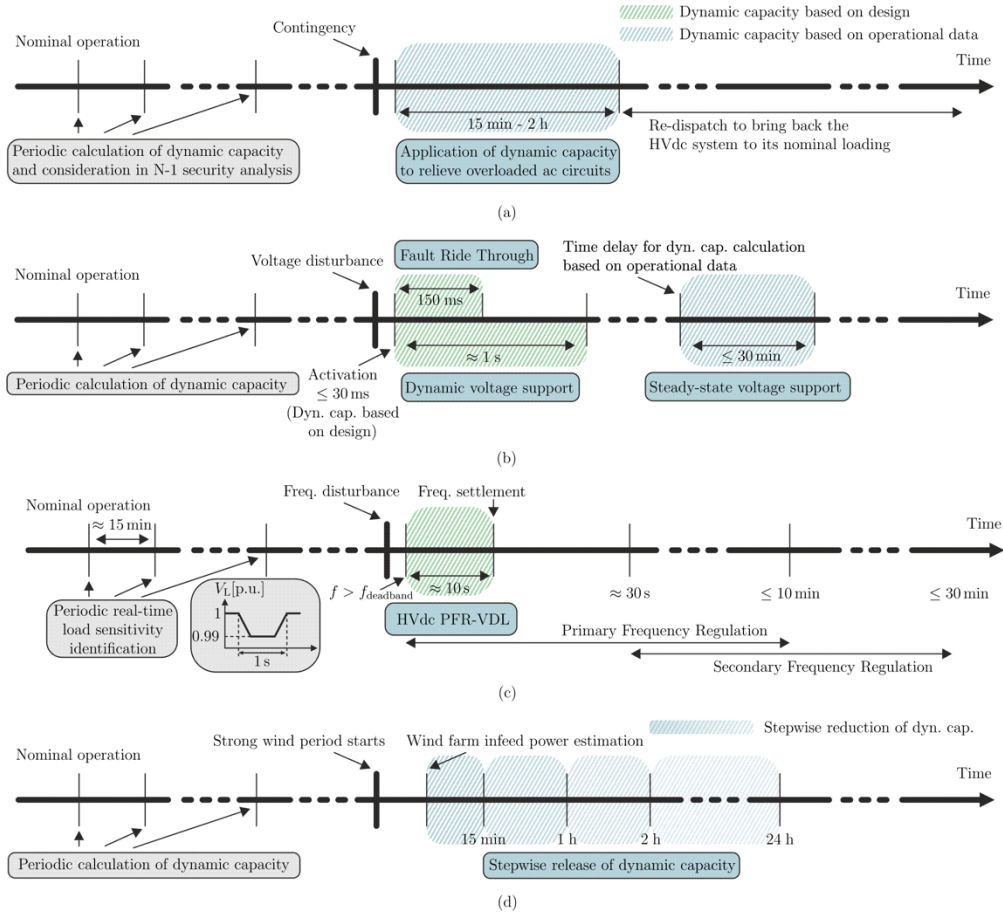 Dynamic capacity based on design
Dynamic capacity based on operational data
Contingency
Nominal operation
Time
15 min - 2 h
Re-dispatch to bring back the
HVdc system to its nominal loading
Periodic calculation of dynamic capacity
and consideration in N-1 security analysis
Application of dynamic capacity
to relieve overloaded ac circuits
(a)
Fault Ride Through
Time delay for dyn. cap. calculation
based on operational data
Voltage disturbance
Nominal operation
Time
150 ms
≈ 1 s
≤ 30 min
Periodic calculation of dynamic capacity
Activation
≤ 30 ms
(Dyn. cap. based
on design)
Dynamic voltage support
Steady-state voltage support
(b)
Freq. disturbance
Freq. settlement
Nominal operation
≈ 15 min
Time
f > f_deadband
≈ 10 s
≈ 30 s
≤ 10 min
≤ 30 min
Periodic real-time
load sensitivity
identification
V_L[p.u.]
1
0.99
1 s
HVdc PFR-VDL
Primary Frequency Regulation
Secondary Frequency Regulation
(c)
Stepwise reduction of dyn. cap.
Strong wind period starts
Wind farm infeed power estimation
Nominal operation
Time
15 min
1 h
2 h
24 h
Periodic calculation of dynamic capacity
Stepwise release of dynamic capacity
(d)